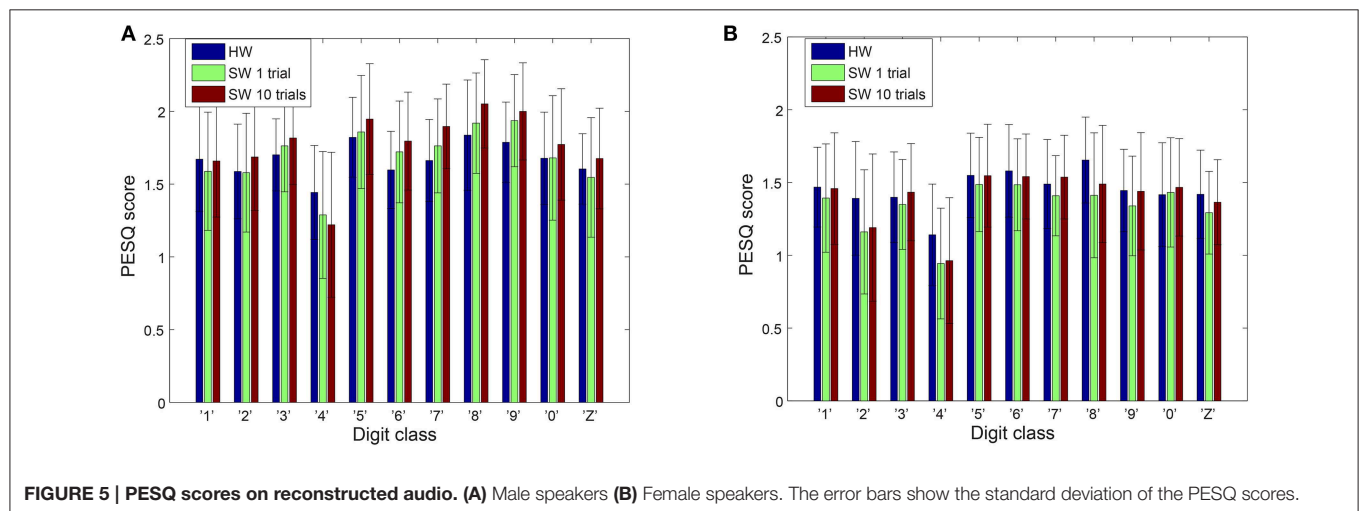 A
2.5
2
1.5
1
0.5
0
PESQ score
HW
SW 1 trial
SW 10 trials
'1' '2' '3' '4' '5' '6' '7' '8' '9' '0' 'Z'
Digit class
B
2.5
2
1.5
1
0.5
0
PESQ score
HW
SW 1 trial
SW 10 trials
'1' '2' '3' '4' '5' '6' '7' '8' '9' '0' 'Z'
Digit class
FIGURE 5 | PESQ scores on reconstructed audio. (A) Male speakers (B) Female speakers. The error bars show the standard deviation of the PESQ scores.